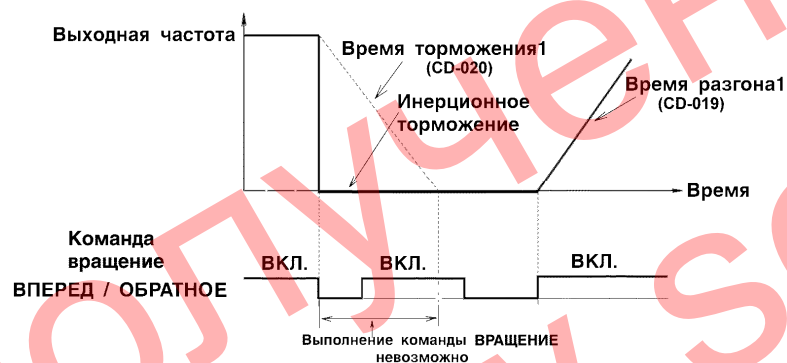 Выходная частота
Время торможения1
(CD-020)
Время разгона1
(CD-019)
Инерционное
торможение
Время
Команда
вращение
ВПЕРЕД / ОБРАТНОЕ
ВКЛ.
ВКЛ.
ВКЛ.
Выполнение команды ВРАЩЕНИЕ
невозможно